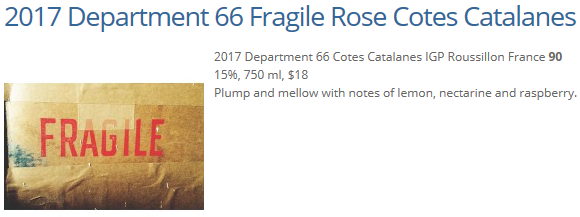 2017 Department 66 Fragile Rose Cotes Catalanes
2017 Department 66 Cotes Catalanes IGP Roussillon France 90
15%, 750 ml, $18
Plump and mellow with notes of lemon, nectarine and raspberry.
FRAGILE